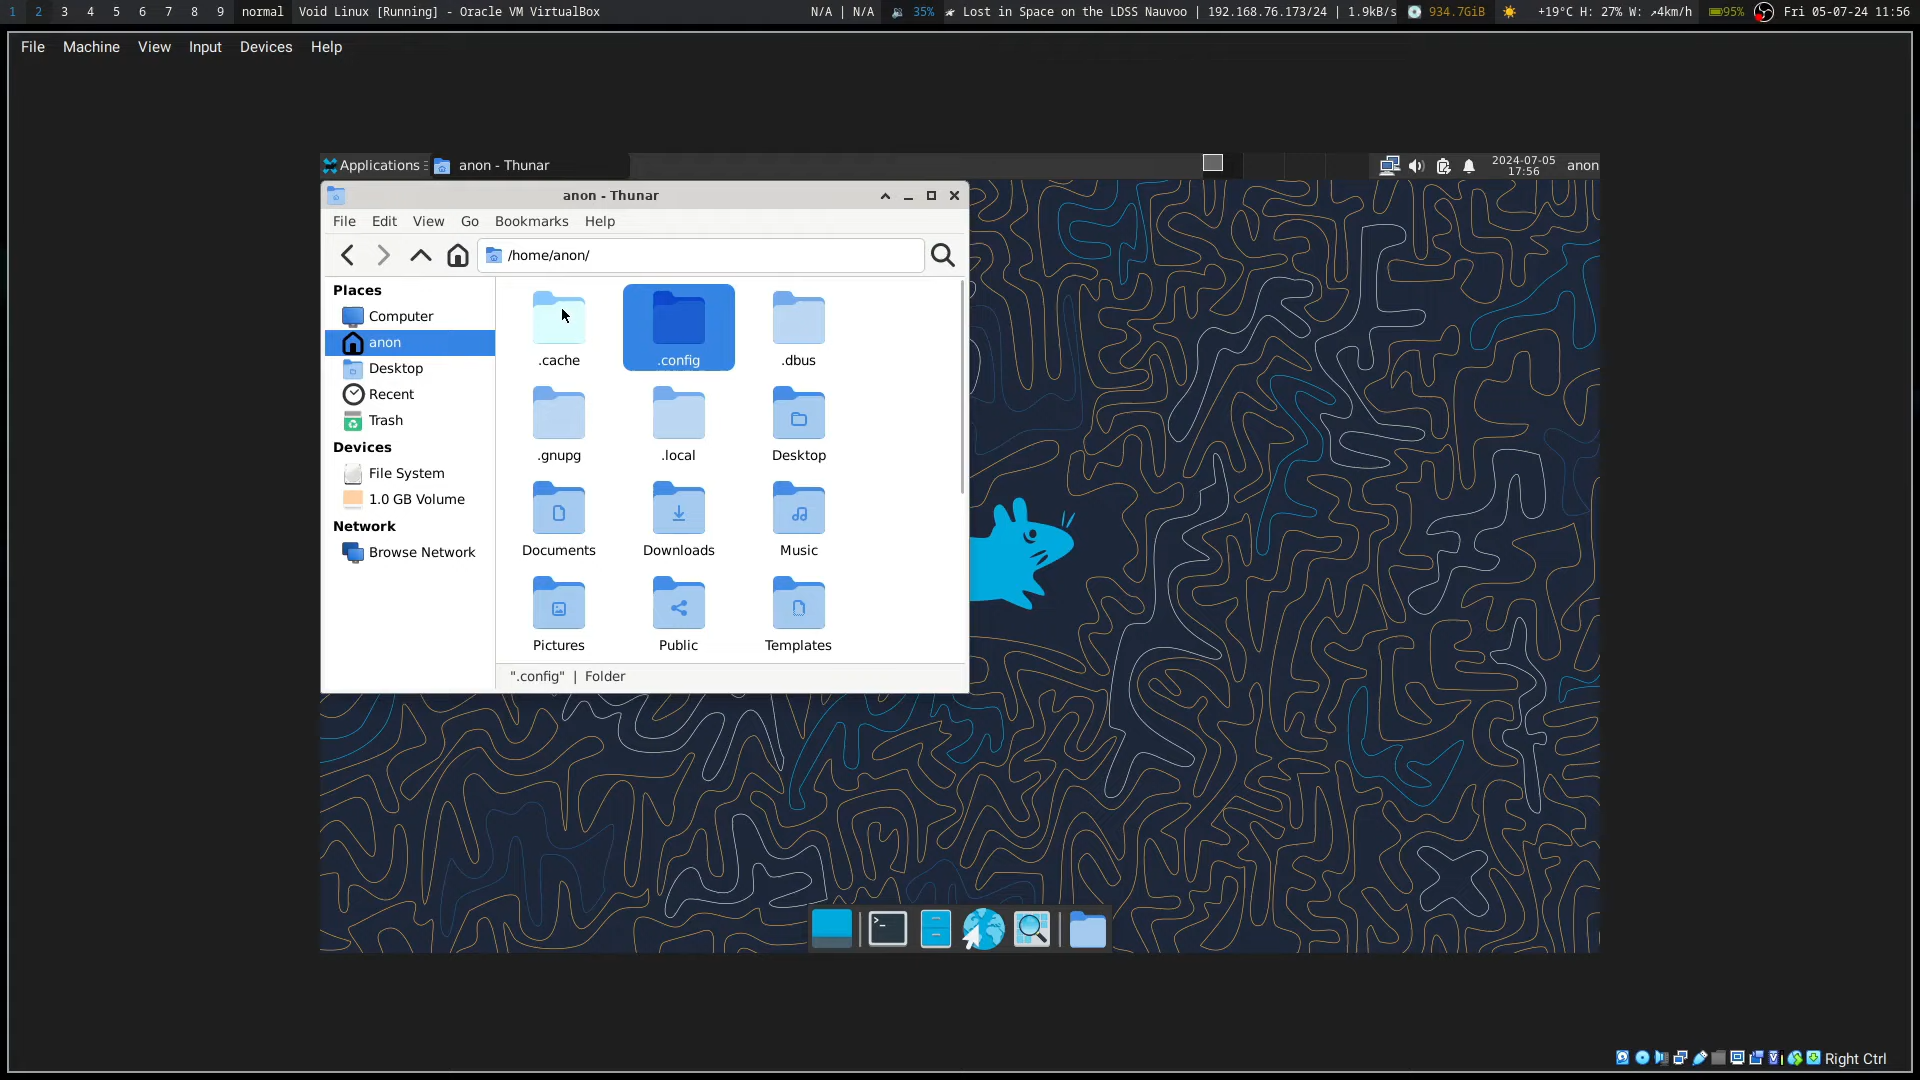 1 2 3 4 5 6 7 8 9 normal Void Linux [Running] - Oracle VM VirtualBox N/A | N/A 35% Lost in Space on the LDSS Nauvoo | 192.168.76.173/24 | 1.9kB/s 934.7GiB +19°C H: 27% W: ↗4km/h 95% Fri 05-07-24 11:56
File Machine View Input Devices Help
Applications anon - Thunar 2024-07-05 anon
17:56
anon - Thunar
File Edit View Go Bookmarks Help
/home/anon/
Places
Computer
anon
Desktop
Recent
Trash
Devices
File System
1.0 GB Volume
Network
Browse Network
.cache .config .dbus
.gnupg .local Desktop
Documents Downloads Music
Pictures Public Templates
".config" | Folder
Right Ctrl